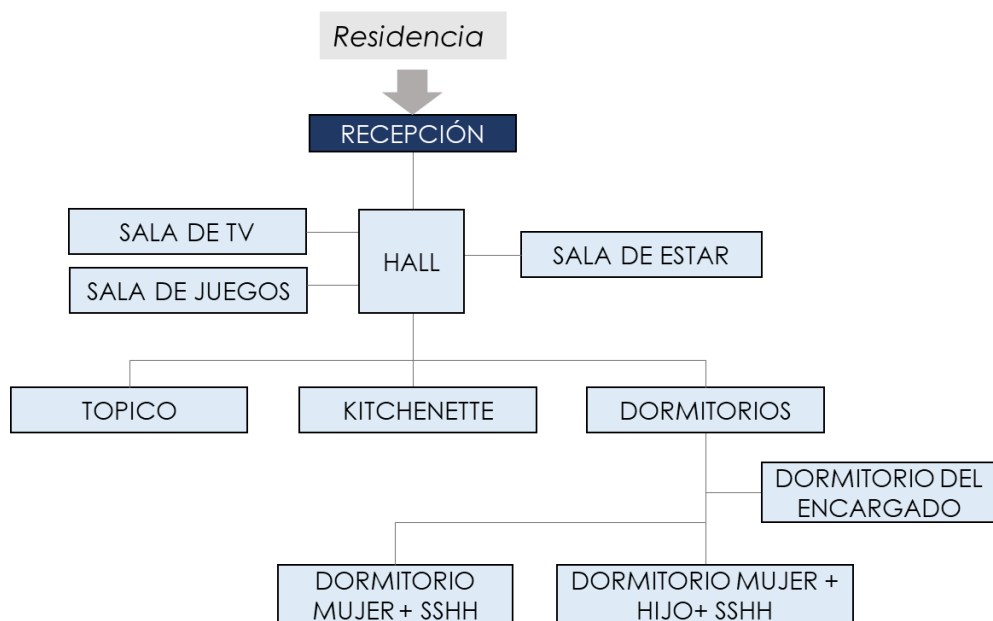 Residencia
RECEPCIÓN
SALA DE TV
HALL
SALA DE ESTAR
SALA DE JUEGOS
TOPICO
KITCHENETTE
DORMITORIOS
DORMITORIO DEL
ENCARGADO
DORMITORIO
MUJER+ SSHH
DORMITORIO MUJER +
HIJO+ SSHH